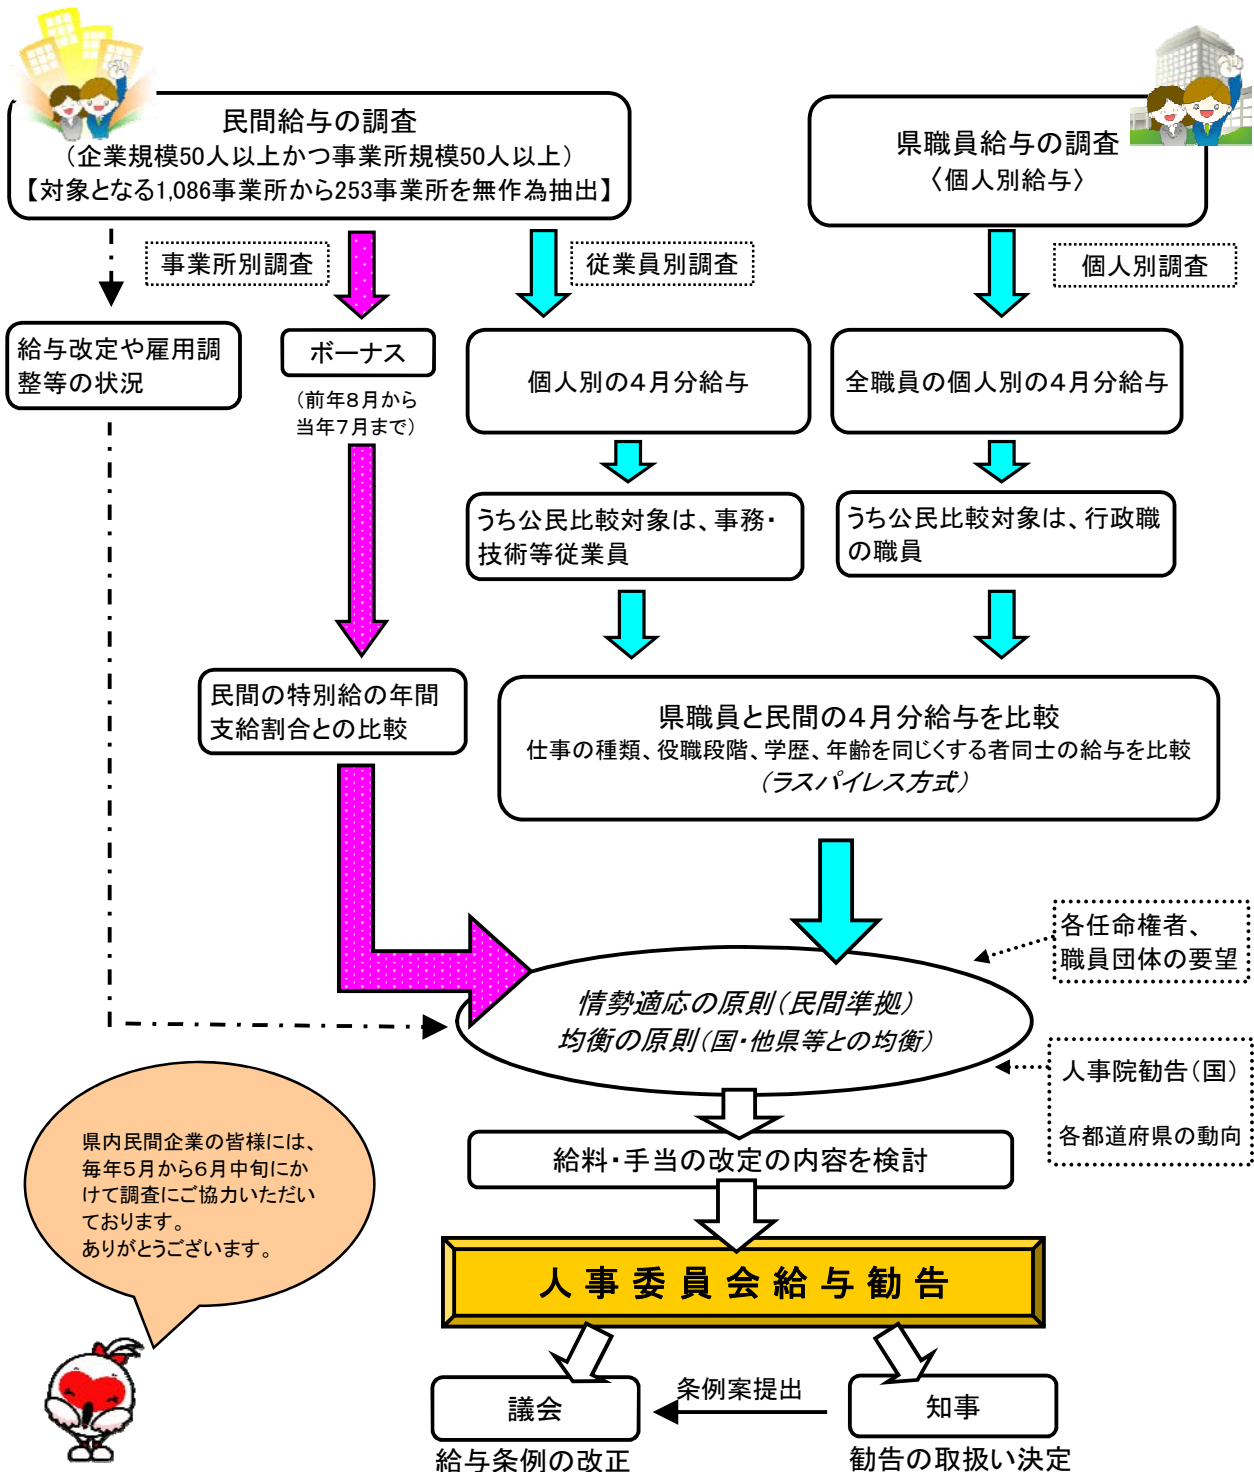 民間給与の調査
（企業規模50人以上かつ事業所規模50人以上）
【対象となる1,086事業所から253事業所を無作為抽出】
県職員給与の調査
〈個人別給与〉
事業所別調査
従業員別調査
個人別調査
給与改定や雇用調
整等の状況
ボーナス
（前年８月から
当年７月まで）
個人別の４月分給与
全職員の個人別の４月分給与
うち公民比較対象は、事務・
技術等従業員
うち公民比較対象は、行政職
の職員
民間の特別給の年間
支給割合との比較
県職員と民間の４月分給与を比較
仕事の種類、役職段階、学歴、年齢を同じくする者同士の給与を比較
（ラスパイレス方式）
各任命権者、
職員団体の要望
情勢適応の原則（民間準拠）
均衡の原則（国・他県等との均衡）
人事院勧告（国）
各都道府県の動向
県内民間企業の皆様には、
毎年５月から６月中旬にか
けて調査にご協力いただい
ております。
ありがとうございます。
給料・手当の改定の内容を検討
人事委員会給与勧告
議会
条例案提出
知事
給与条例の改正
勧告の取扱い決定